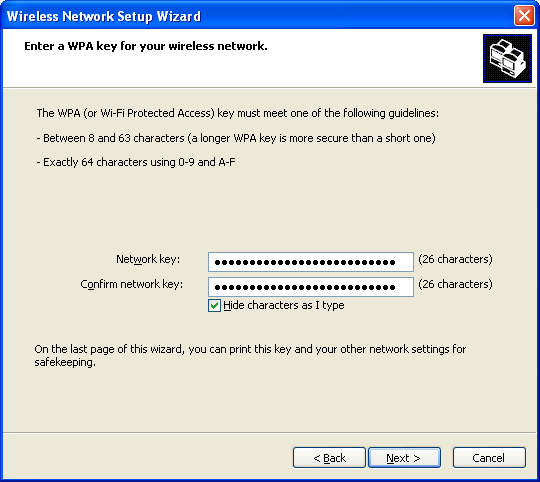 Wireless Network Setup Wizard
Enter a WPA key for your wireless network.
The WPA (or Wi-Fi Protected Access) key must meet one of the following guidelines:
- Between 8 and 63 characters (a longer WPA key is more secure than a short one)
- Exactly 64 characters using 0-9 and A-F
Network key: ●●●●●●●●●●●●●●●●●●●●●●●●●● (26 characters)
Confirm network key: ●●●●●●●●●●●●●●●●●●●●●●●●●● (26 characters)
Hide characters as I type
On the last page of this wizard, you can print this key and your other network settings for
safekeeping.
< Back Next > Cancel